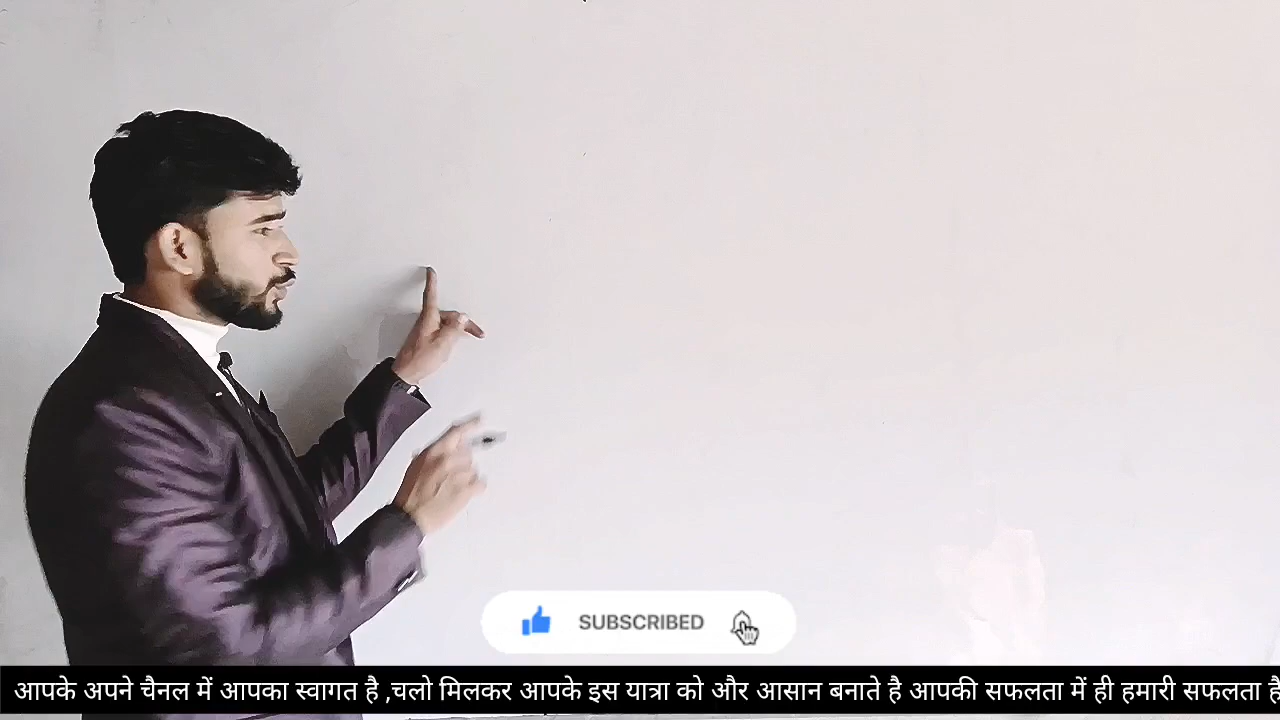 SUBSCRIBED
आपके अपने चैनल में आपका स्वागत है ,चलो मिलकर आपके इस यात्रा को और आसान बनाते है आपकी सफलता में ही हमारी सफलता है